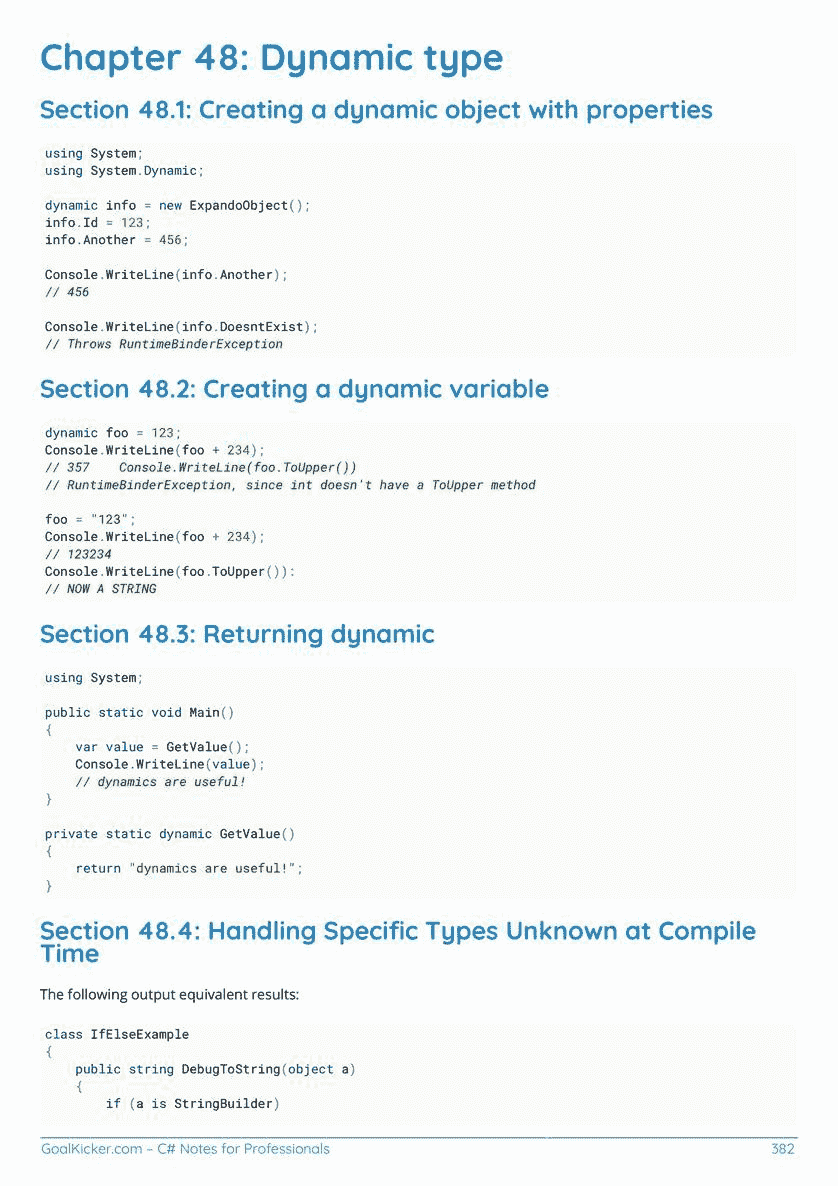 Chapter 48: Dynamic type
Section 48.1: Creating a dynamic object with properties
using System;
using System.Dynamic;
dynamic info = new ExpandoObject();
info.Id = 123;
info.Another = 456;
Console.WriteLine(info.Another);
// 456
Console.WriteLine(info.DoesntExist);
// Throws RuntimeBinderException
Section 48.2: Creating a dynamic variable
dynamic foo = 123;
Console.WriteLine(foo + 234);
// 357    Console.WriteLine(foo.ToUpper())
// RuntimeBinderException, since int doesn't have a ToUpper method
foo = "123";
Console.WriteLine(foo + 234);
// 123234
Console.WriteLine(foo.ToUpper()):
// NOW A STRING
Section 48.3: Returning dynamic
using System;
public static void Main()
{
    var value = GetValue();
    Console.WriteLine(value);
    // dynamics are useful!
}
private static dynamic GetValue()
{
    return "dynamics are useful!";
}
Section 48.4: Handling Specific Types Unknown at Compile
Time
The following output equivalent results:
class IfElseExample
{
    public string DebugToString(object a)
    {
        if (a is StringBuilder)
GoalKicker.com – C# Notes for Professionals 382